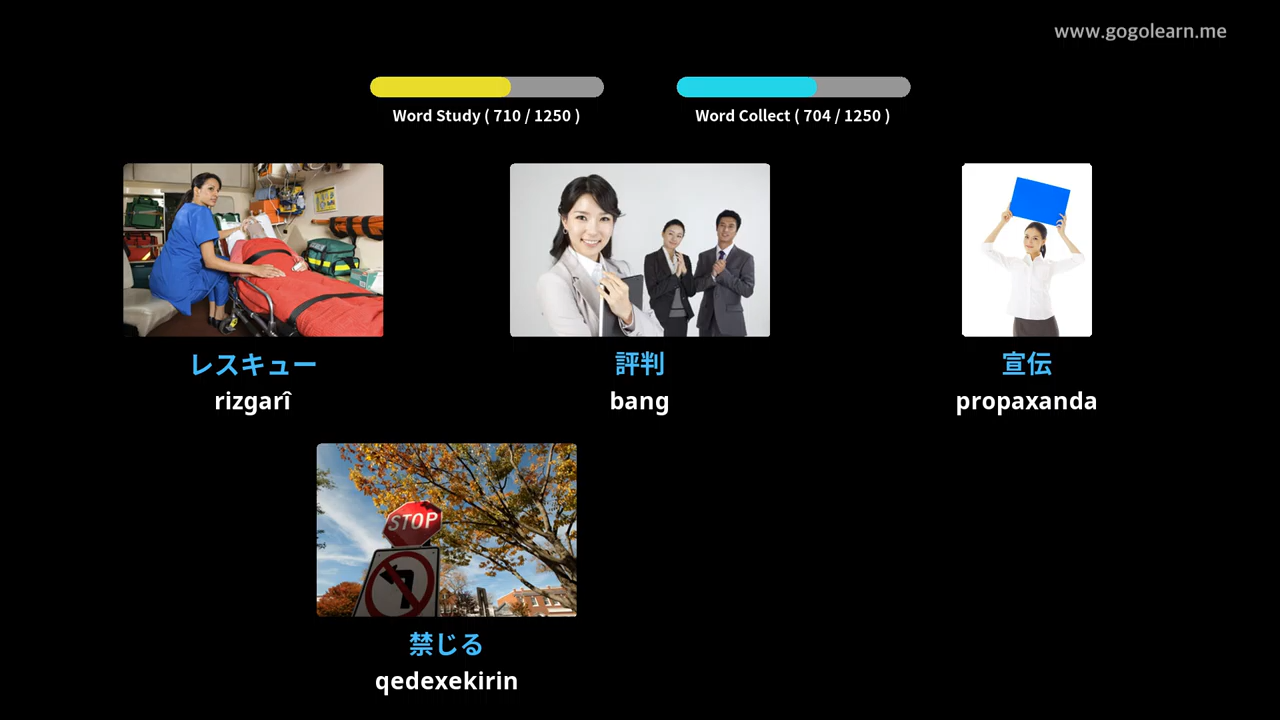 www.gogolearn.me
Word Study ( 710 / 1250 )
Word Collect ( 704 / 1250 )
レスキュー
rizgarî
評判
bang
宣伝
propaxanda
STOP
禁じる
qedexekirin